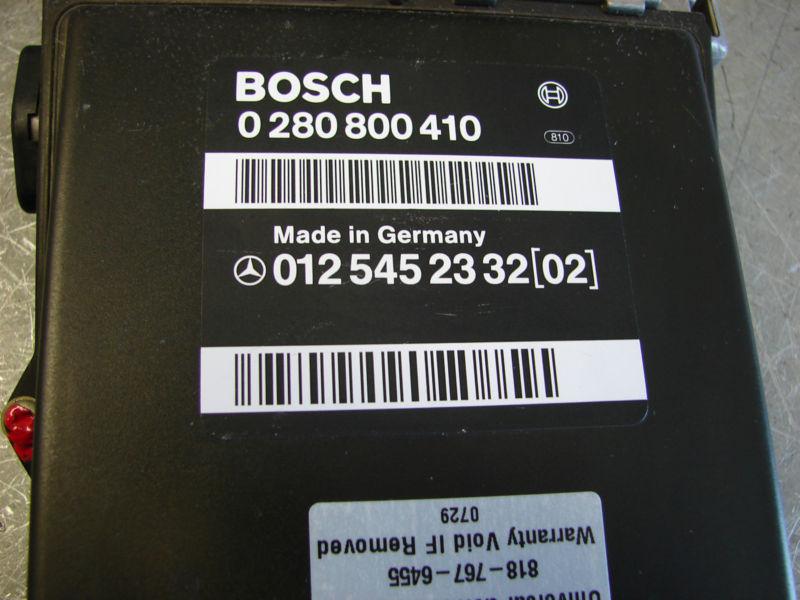 BOSCH
0 280 800 410
810
Made in Germany
012 545 23 32[02]
0729
Warranty Void IF Removed
818-767-6455